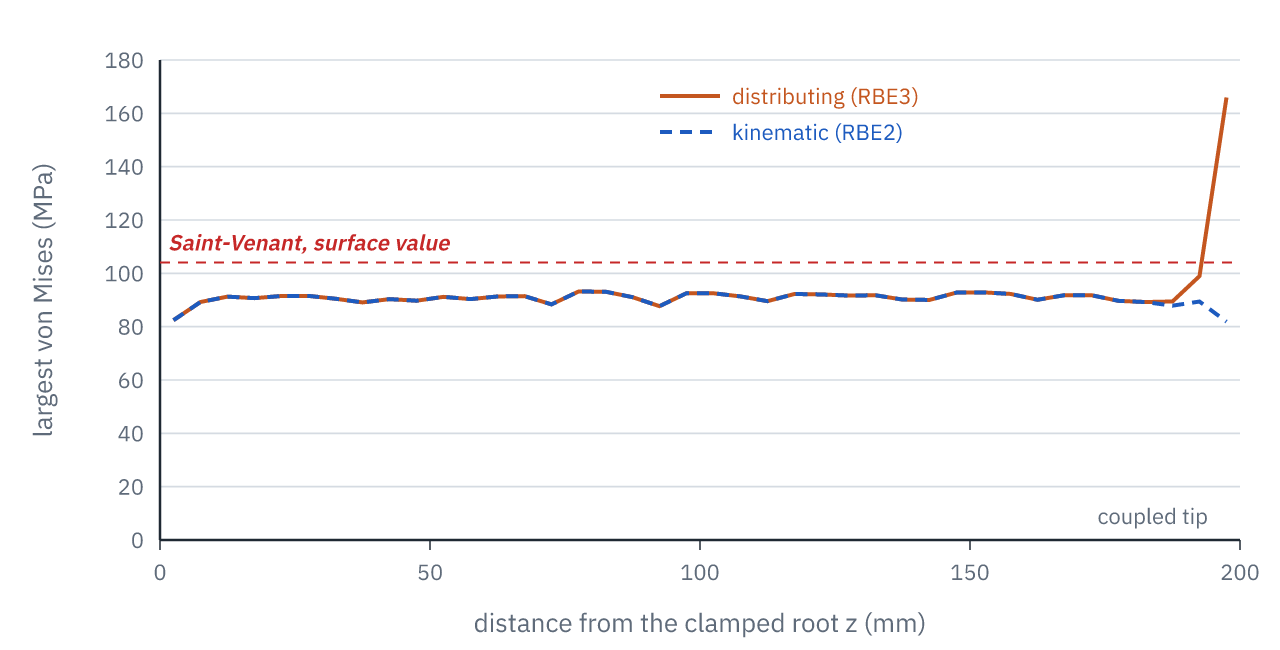 180
160
140
120
100
80
60
40
20
0
largest von Mises (MPa)
distributing (RBE3)
kinematic (RBE2)
Saint-Venant, surface value
coupled tip
0
50
100
150
200
distance from the clamped root z (mm)